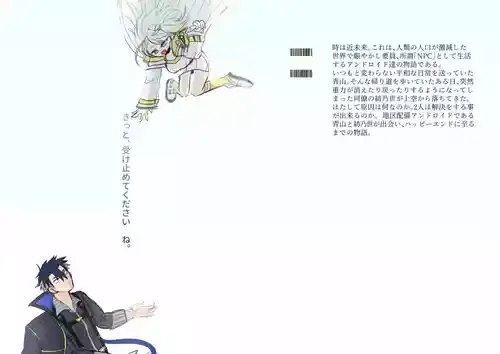 時は近未来。これは、人類の人口が激減した
世界で賑やかし要員、所謂「NPC」として生活
するアンドロイド達の物語である。
いつもと変わらない平和な日常を送っていた
青山。そんな帰り道を歩いていたある日、突然
重力が消えたり戻ったりするようになってしま
った同僚の紡乃世が上空から落ちてきた。
はたして原因は何なのか。2人は解決をする事
が出来るのか。地区配備アンドロイドである
青山と紡乃世が出会い、ハッピーエンドに至る
までの物語。
きっと、受け止めてください ね。